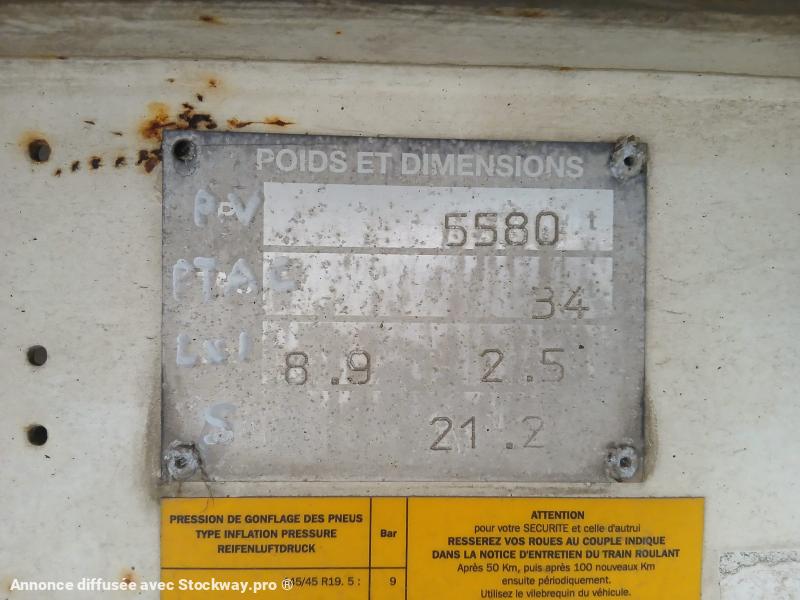 POIDS ET DIMENSIONS
P.V 5580 t
P.T.A.C 34
L x l 8.9 2.5
S 21.2
PRESSION DE GONFLAGE DES PNEUS
TYPE INFLATION PRESSURE
REIFENLUFTDRUCK
Bar
45/45 R19. 5 : 9
ATTENTION
pour votre SECURITE et celle d'autrui
RESSEREZ VOS ROUES AU COUPLE INDIQUE
DANS LA NOTICE D'ENTRETIEN DU TRAIN ROULANT
Après 50 Km, puis après 100 nouveaux Km
ensuite périodiquement.
Utilisez le vilebrequin du véhicule.
Annonce diffusée avec Stockway.pro ®